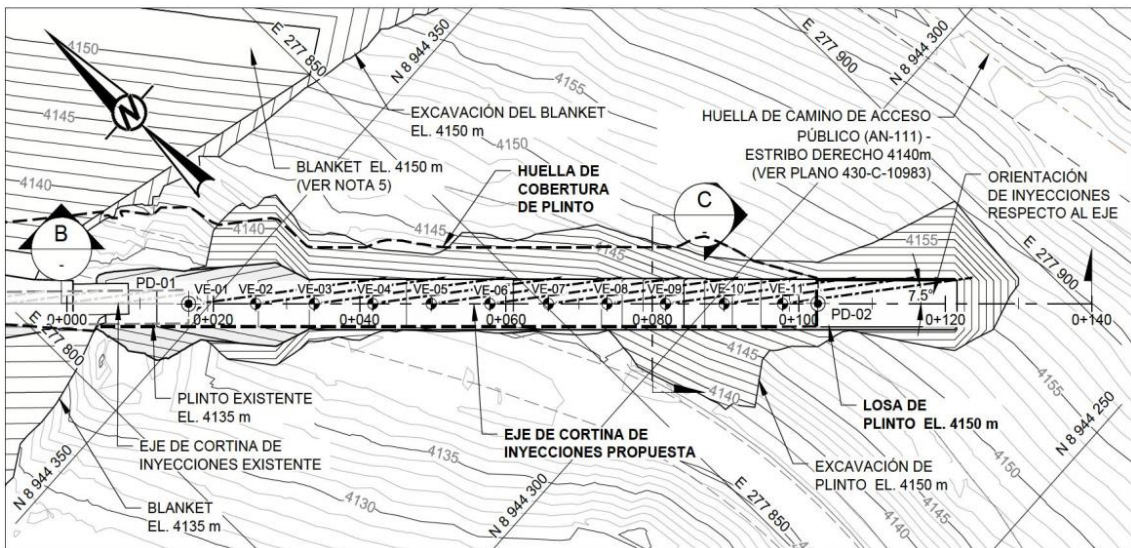 4150
E 277 850
N 8 944 350
4155
E 277 900
N 8 944 300
4145
EXCAVACIÓN DEL BLANKET
EL. 4150 m
HUELLA DE CAMINO DE ACCESO
PÚBLICO (AN-111) -
ESTRIBO DERECHO 4140m
(VER PLANO 430-C-10983)
N
4150
BLANKET EL. 4150 m
(VER NOTA 5)
HUELLA DE
COBERTURA
DE PLINTO
ORIENTACIÓN
DE INYECCIONES
RESPECTO AL EJE
4140
C
-
4140
4145
4155
E 277 900
B
-
PD-01
VE-01
VE-02
VE-03
VE-04
VE-05
VE-06
VE-07
VE-08
VE-09
VE-10
VE-11
PD-02
7.5°
0+000
0+020
0+040
0+060
0+080
0+100
0+120
0+140
E 277 800
4145
4140
4155
PLINTO EXISTENTE
EL. 4135 m
EJE DE CORTINA DE
INYECCIONES EXISTENTE
EJE DE CORTINA DE
INYECCIONES PROPUESTA
LOSA DE
PLINTO EL. 4150 m
N 8 944 250
4135
N 8 944 350
BLANKET
EL. 4135 m
4130
N 8 944 300
E 277 850
EXCAVACIÓN DE
PLINTO EL. 4150 m
4150
4145
4140